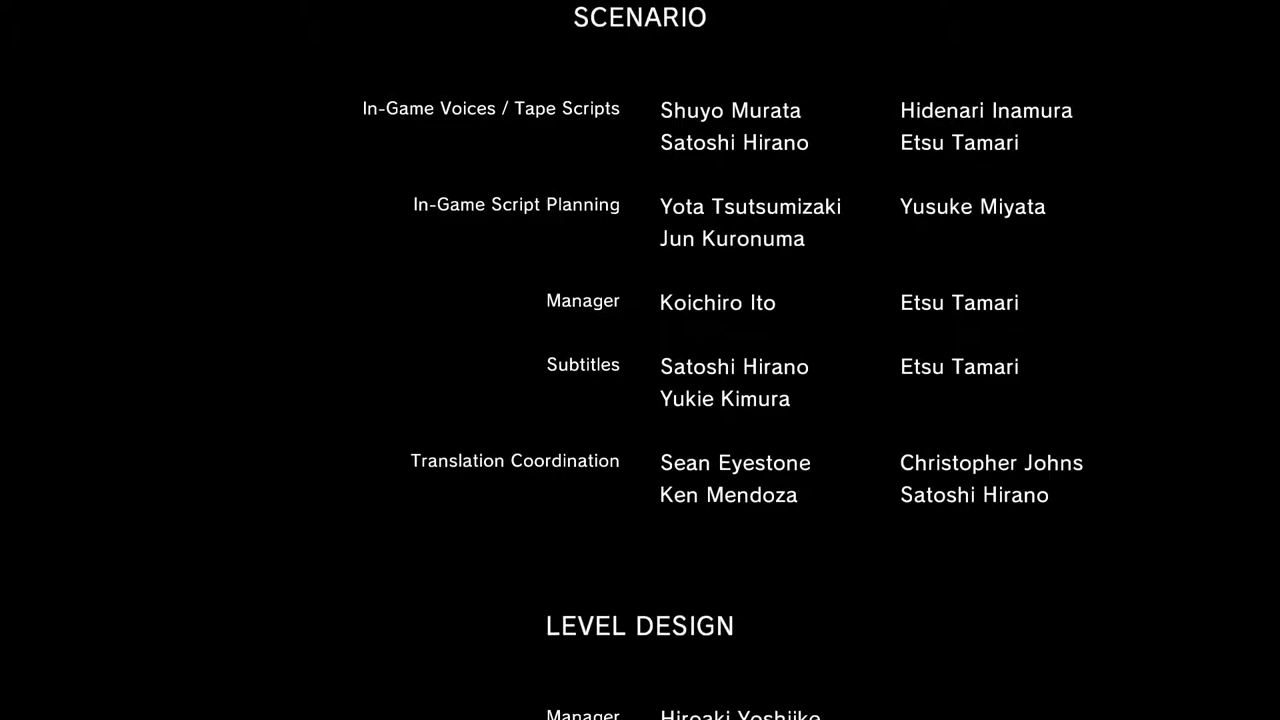 SCENARIO
In-Game Voices / Tape Scripts Shuyo Murata Hidenari Inamura
Satoshi Hirano Etsu Tamari
In-Game Script Planning Yota Tsutsumizaki Yusuke Miyata
Jun Kuronuma
Manager Koichiro Ito Etsu Tamari
Subtitles Satoshi Hirano Etsu Tamari
Yukie Kimura
Translation Coordination Sean Eyestone Christopher Johns
Ken Mendoza Satoshi Hirano
LEVEL DESIGN
Manager Hiroaki Yoshiike